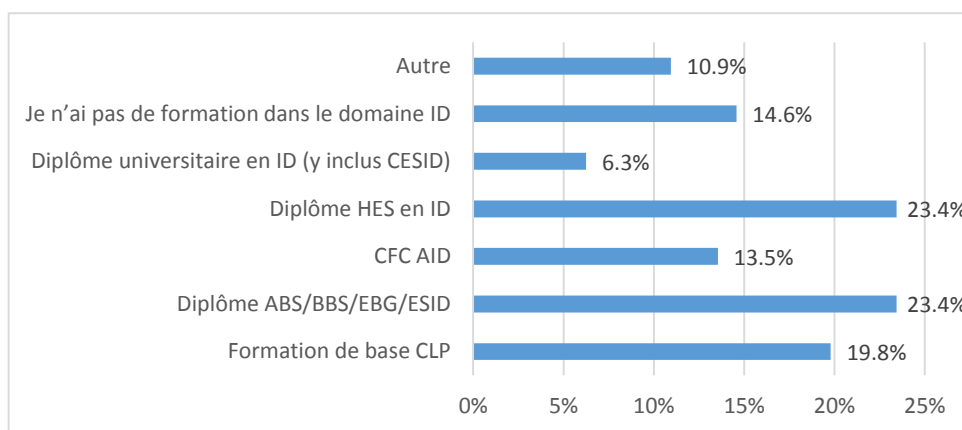 Autre
10.9%
Je n’ai pas de formation dans le domaine ID
14.6%
Diplôme universitaire en ID (y inclus CESID)
6.3%
Diplôme HES en ID
23.4%
CFC AID
13.5%
Diplôme ABS/BBS/EBG/ESID
23.4%
Formation de base CLP
19.8%
0% 5% 10% 15% 20% 25%